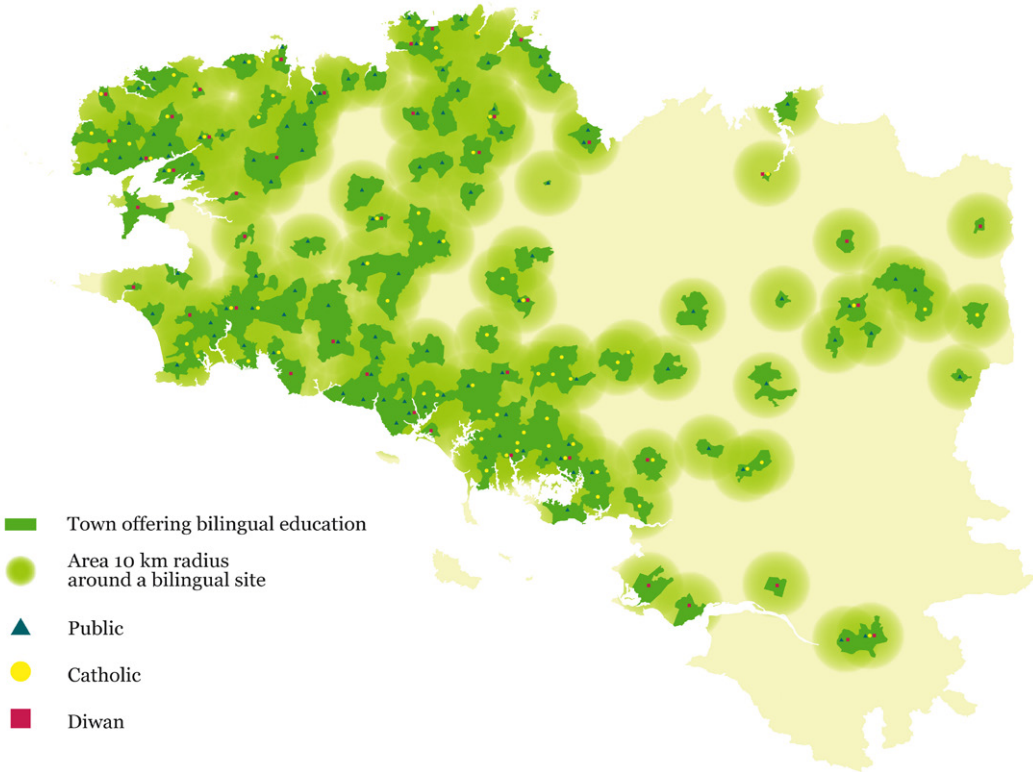 Town offering bilingual education
Area 10 km radius
around a bilingual site
Public
Catholic
Diwan